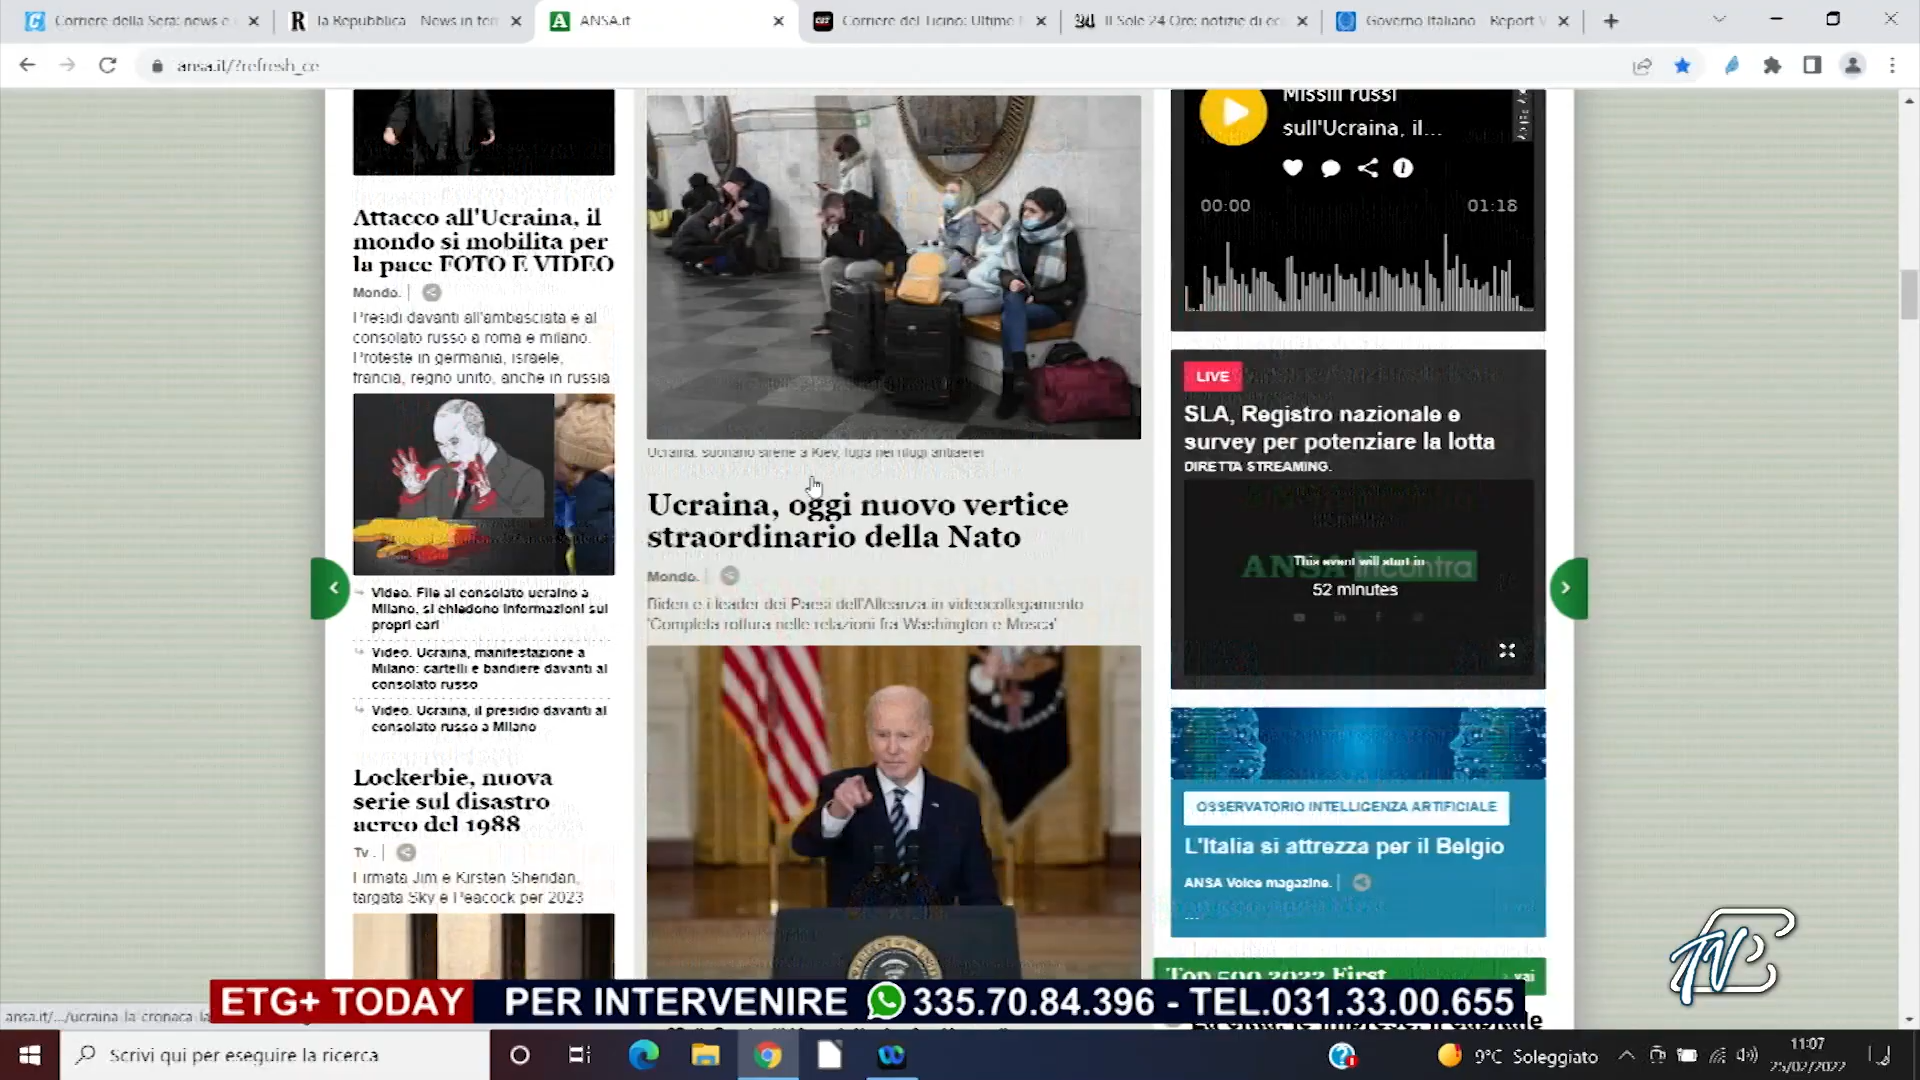 Corriere della Sera: news e
la Repubblica - News in tem
ANSA.it
Corriere del Ticino: Ultime
Il Sole 24 Ore: notizie di ec
Governo Italiano - Report V
ansa.it/?refresh_ce
Attacco all'Ucraina, il
mondo si mobilita per
la pace FOTO E VIDEO
Mondo.
Presidi davanti all'ambasciata e al
consolato russo a roma e milano.
Proteste in germania, israele,
francia, regno unito, anche in russia
Video. File al consolato ucraino a
Milano, si chiedono informazioni sui
propri cari
Video. Ucraina, manifestazione a
Milano: cartelli e bandiere davanti al
consolato russo
Video. Ucraina, il presidio davanti al
consolato russo a Milano
Lockerbie, nuova
serie sul disastro
aereo del 1988
Tv.
Firmata Jim e Kirsten Sheridan,
targata Sky e Peacock per 2023
Ucraina, suonano sirene a Kiev, fuga nei rifugi antiaerei
Ucraina, oggi nuovo vertice
straordinario della Nato
Mondo.
Biden e i leader dei Paesi dell'Alleanza in videocollegamento
'Completa rottura nelle relazioni fra Washington e Mosca'
Missili russi
sull'Ucraina, il...
00:00
01:18
LIVE
SLA, Registro nazionale e
survey per potenziare la lotta
DIRETTA STREAMING.
ANSA incontra
This event will start in
52 minutes
OSSERVATORIO INTELLIGENZA ARTIFICIALE
L'Italia si attrezza per il Belgio
ANSA Voice magazine.
...
Top 500 2022 First
vai
ETG+ TODAY
PER INTERVENIRE 335.70.84.396 - TEL.031.33.00.655
Scrivi qui per eseguire la ricerca
9°C Soleggiato
11:07
25/02/2022